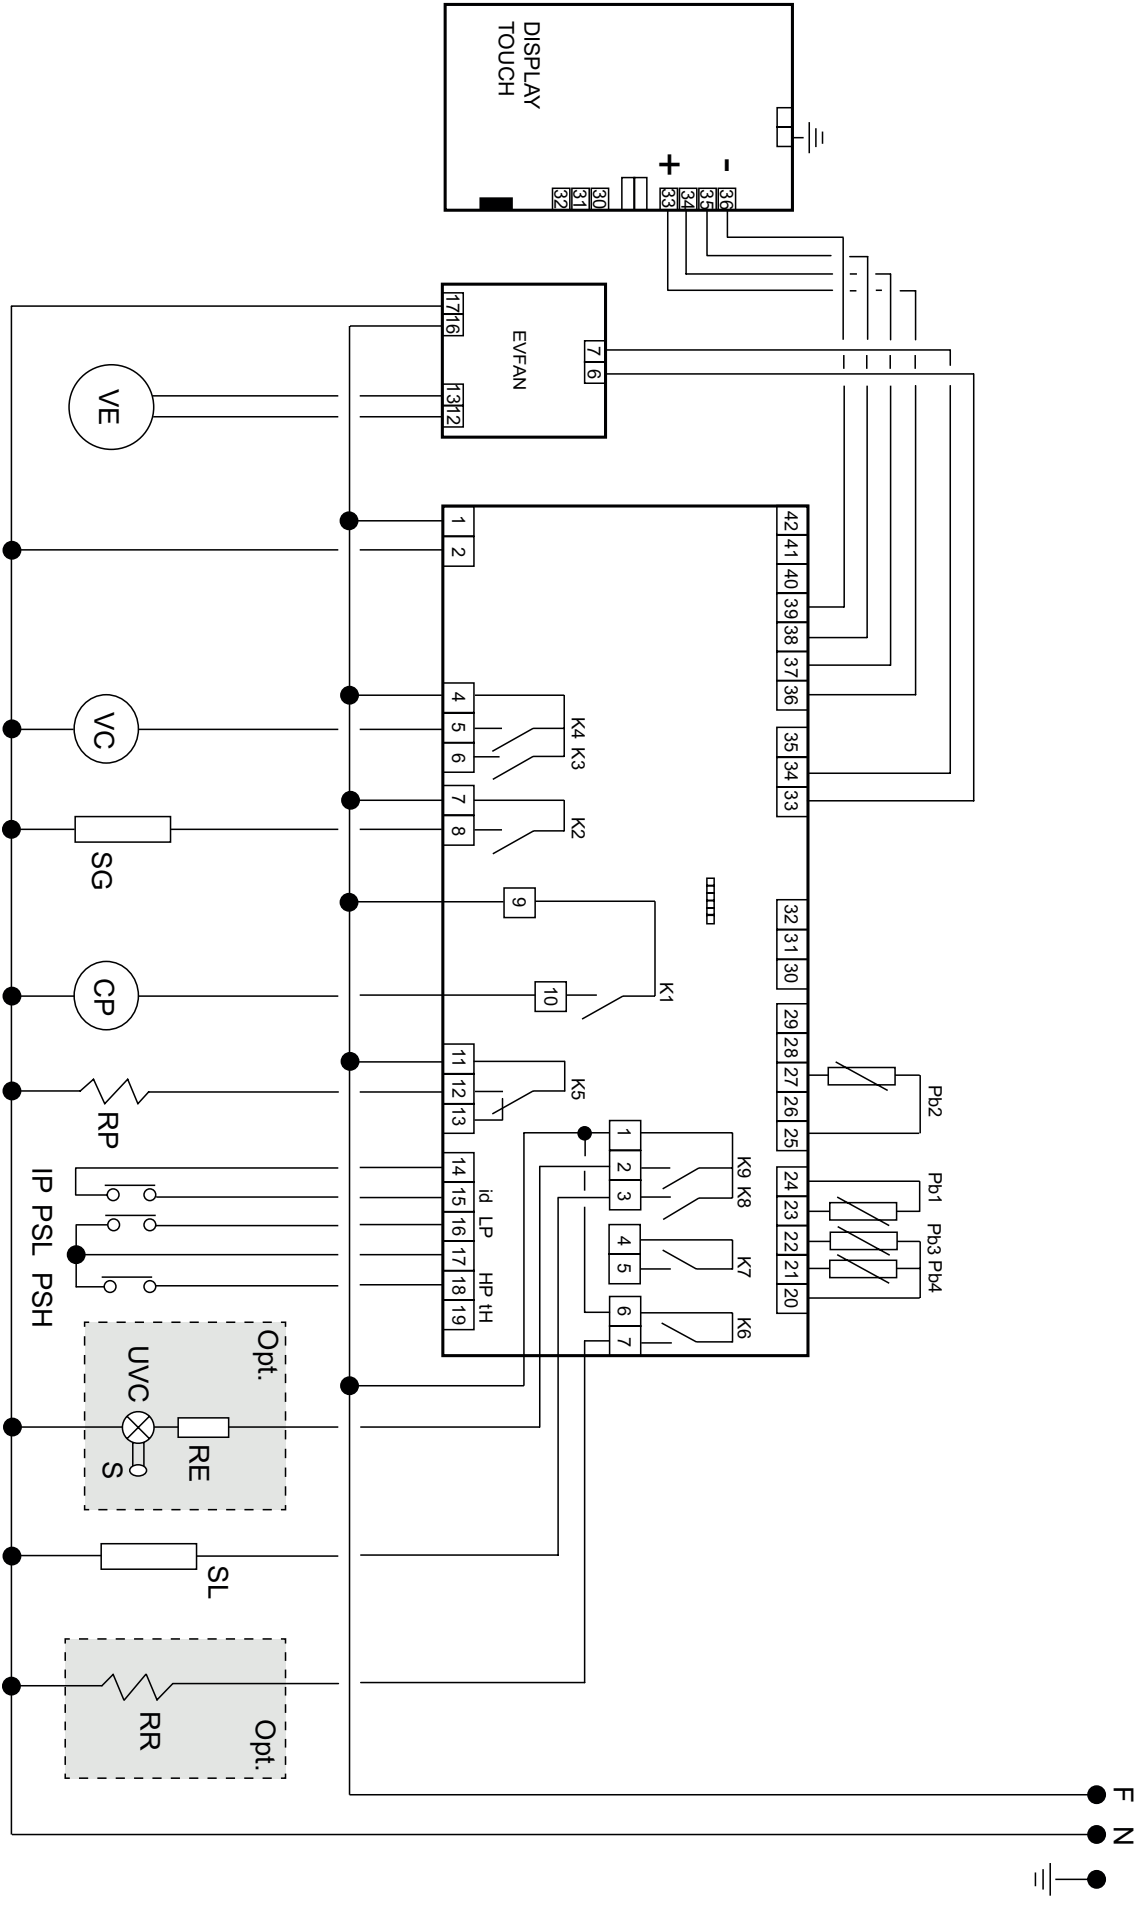 DISPLAY
TOUCH
+
-
36
35
34
33
30
31
32
EVFAN
17
16
13
12
7
6
VE
42
41
40
39
38
37
36
35
34
33
32
31
30
29
28
27
26
25
24
23
22
21
20
1
2
4
5
6
7
8
9
10
11
12
13
14
15
16
17
18
19
K4
K3
K2
K1
K5
id
LP
HP
tH
1
2
3
4
5
6
7
K9
K8
K7
K6
Pb2
Pb1
Pb3
Pb4
VC
SG
CP
RP
IP
PSL
PSH
Opt.
UVC
S
RE
SL
Opt.
RR
F
N